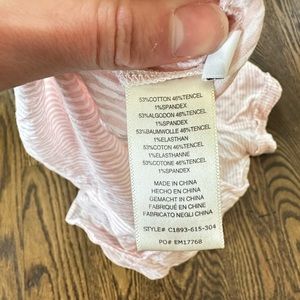 53%COTTON 46%TENCEL
1%SPANDEX
53%ALGODON 46%TENCEL
1%SPANDEX
53%BAUMWOLLE 46%TENCEL
1%ELASTHAN
53%COTON 46%TENCEL
1%ELASTHANNE
53%COTONE 46%TENCEL
1%SPANDEX
MADE IN CHINA
HECHO EN CHINA
GEMACHT IN CHINA
FABRIQUÉ EN CHINE
FABRICATO NEGLI CHINA
STYLE# C1893-615-304
PO# EM17768